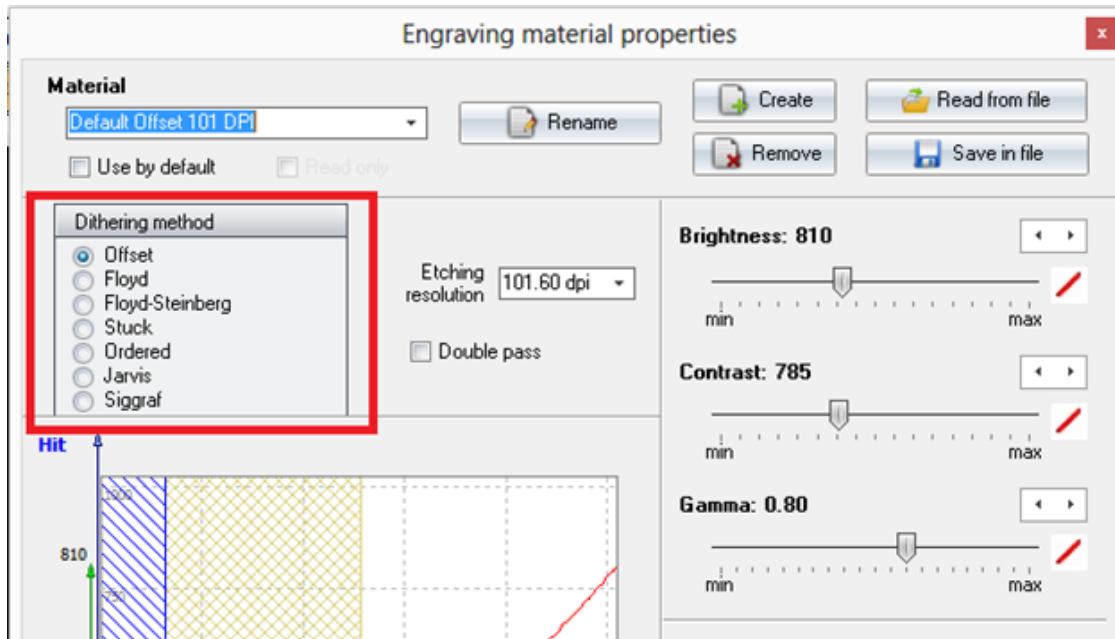 Engraving material properties
x
Material
Default Offset 101 DPI
Rename
Create
Read from file
Use by default
Read only
Remove
Save in file
Dithering method
Offset
Floyd
Floyd-Steinberg
Stuck
Ordered
Jarvis
Siggraf
Etching
resolution
101.60 dpi
Double pass
Brightness: 810
min
max
Contrast: 785
min
max
Gamma: 0.80
min
max
Hit
1000
810
750